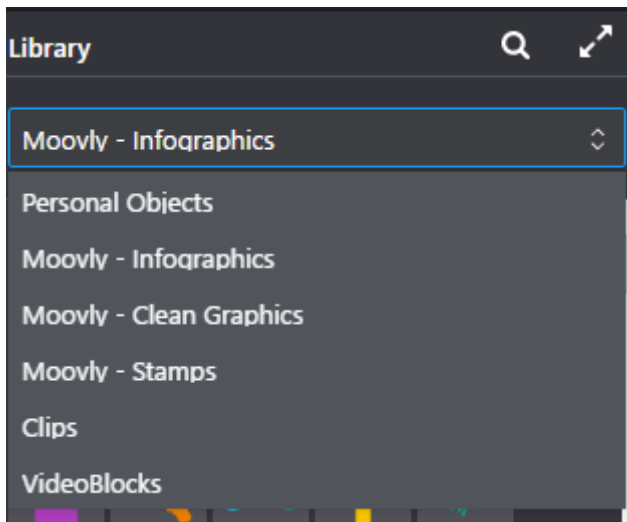 Library
Moovly - Infographics
Personal Objects
Moovly - Infographics
Moovly - Clean Graphics
Moovly - Stamps
Clips
VideoBlocks